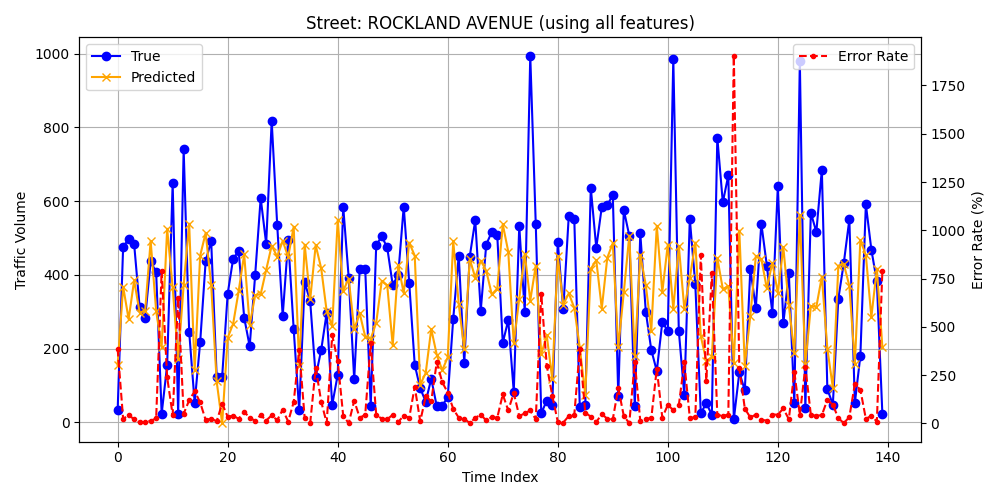 Street: ROCKLAND AVENUE (using all features)
True
Predicted
Error Rate
Traffic Volume
1000
800
600
400
200
0
1750
1500
1250
1000
750
500
250
0
Error Rate (%)
0 20 40 60 80 100 120 140
Time Index